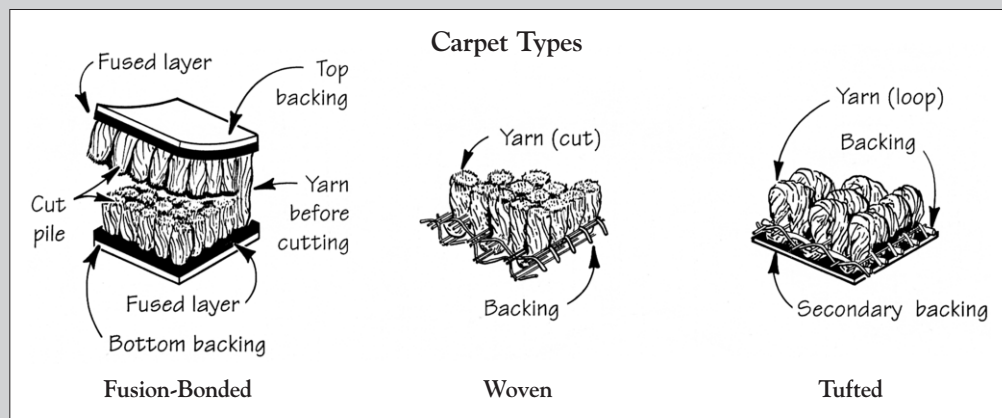 Carpet Types
Fused layer
Top
backing
Cut
pile
Yarn
before
cutting
Fused layer
Bottom backing
Fusion-Bonded
Yarn (cut)
Backing
Woven
Yarn (loop)
Backing
Secondary backing
Tufted